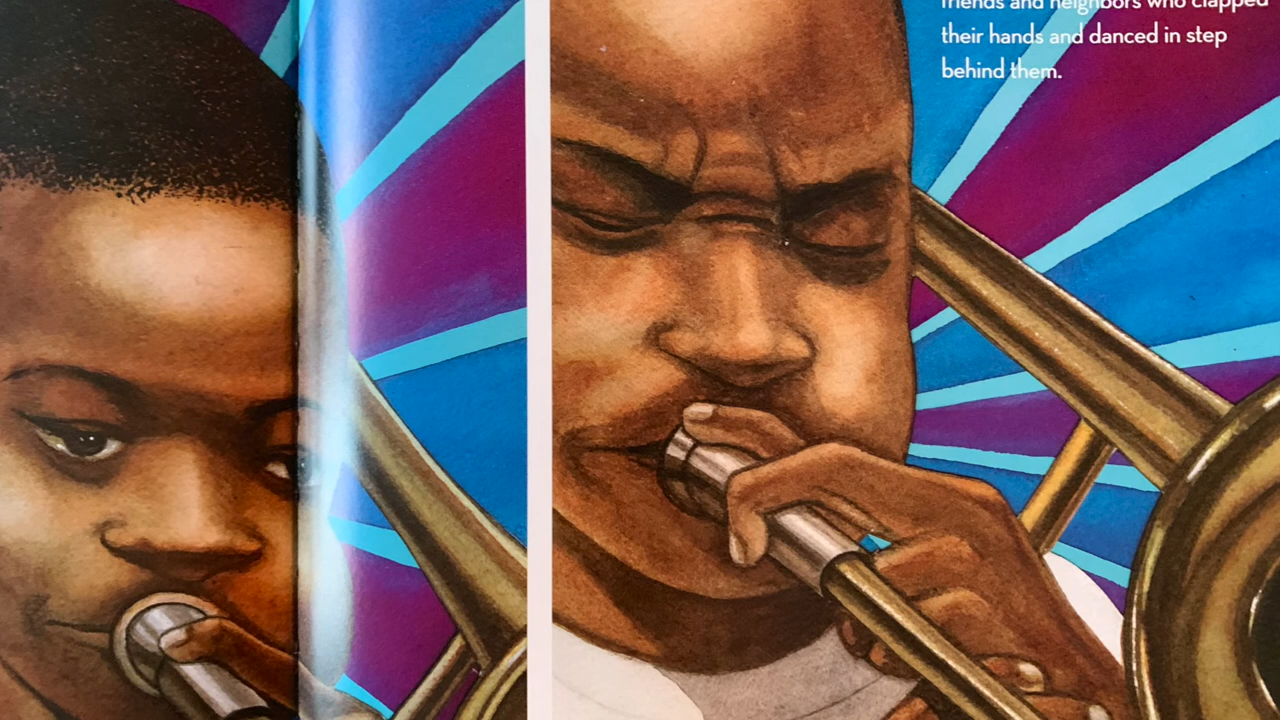 friends and neighbors who clapped
their hands and danced in step
behind them.